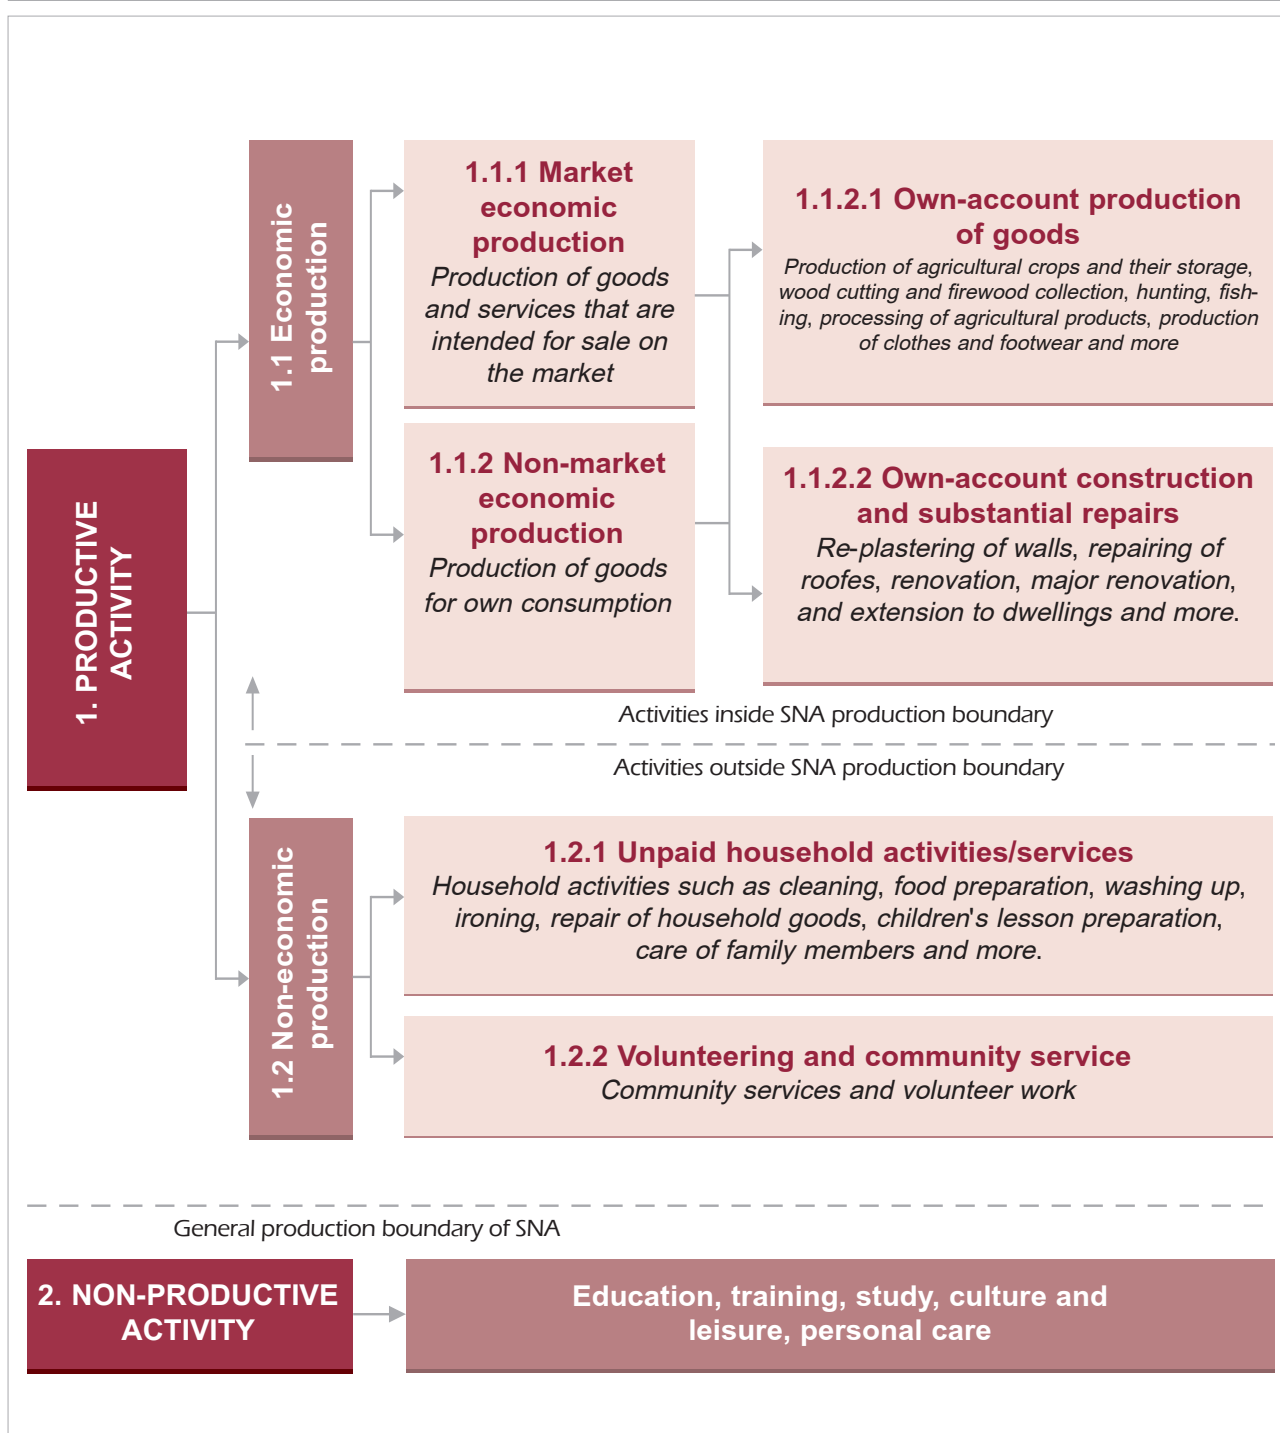 1. PRODUCTIVE
ACTIVITY
1.1 Economic
production
1.1.1 Market
economic
production
Production of goods
and services that are
intended for sale on
the market
1.1.2 Non-market
economic
production
Production of goods
for own consumption
1.1.2.1 Own-account production
of goods
Production of agricultural crops and their storage,
wood cutting and firewood collection, hunting, fish-
ing, processing of agricultural products, production
of clothes and footwear and more
1.1.2.2 Own-account construction
and substantial repairs
Re-plastering of walls, repairing of
roofes, renovation, major renovation,
and extension to dwellings and more.
Activities inside SNA production boundary
Activities outside SNA production boundary
1.2 Non-economic
production
1.2.1 Unpaid household activities/services
Household activities such as cleaning, food preparation, washing up,
ironing, repair of household goods, children's lesson preparation,
care of family members and more.
1.2.2 Volunteering and community service
Community services and volunteer work
General production boundary of SNA
2. NON-PRODUCTIVE
ACTIVITY
Education, training, study, culture and
leisure, personal care